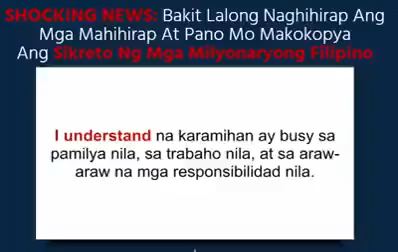 SHOCKING NEWS: Bakit Lalong Naghihirap Ang
Mga Mahihirap At Pano Mo Makokopya
Ang Sikreto Ng Mga Milyonaryong Filipino
I understand na karamihan ay busy sa
pamilya nila, sa trabaho nila, at sa araw-
araw na mga responsibilidad nila.